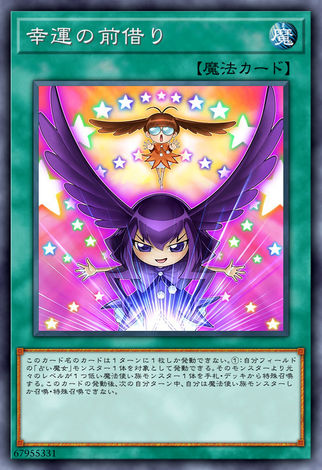 幸運の前借り
魔
【魔法カード】
このカード名のカードは1ターンに1枚しか発動できない。①:自分フィールド
の「占い魔女」モンスター1体を対象として発動できる。そのモンスターより元
々のレベルが1つ低い魔法使い族モンスター1体を手札・デッキから特殊召
喚する。このカードの発動後、次の自分ターン中、自分は魔法使い族モンスターし
か召喚・特殊召喚できない。
67955331